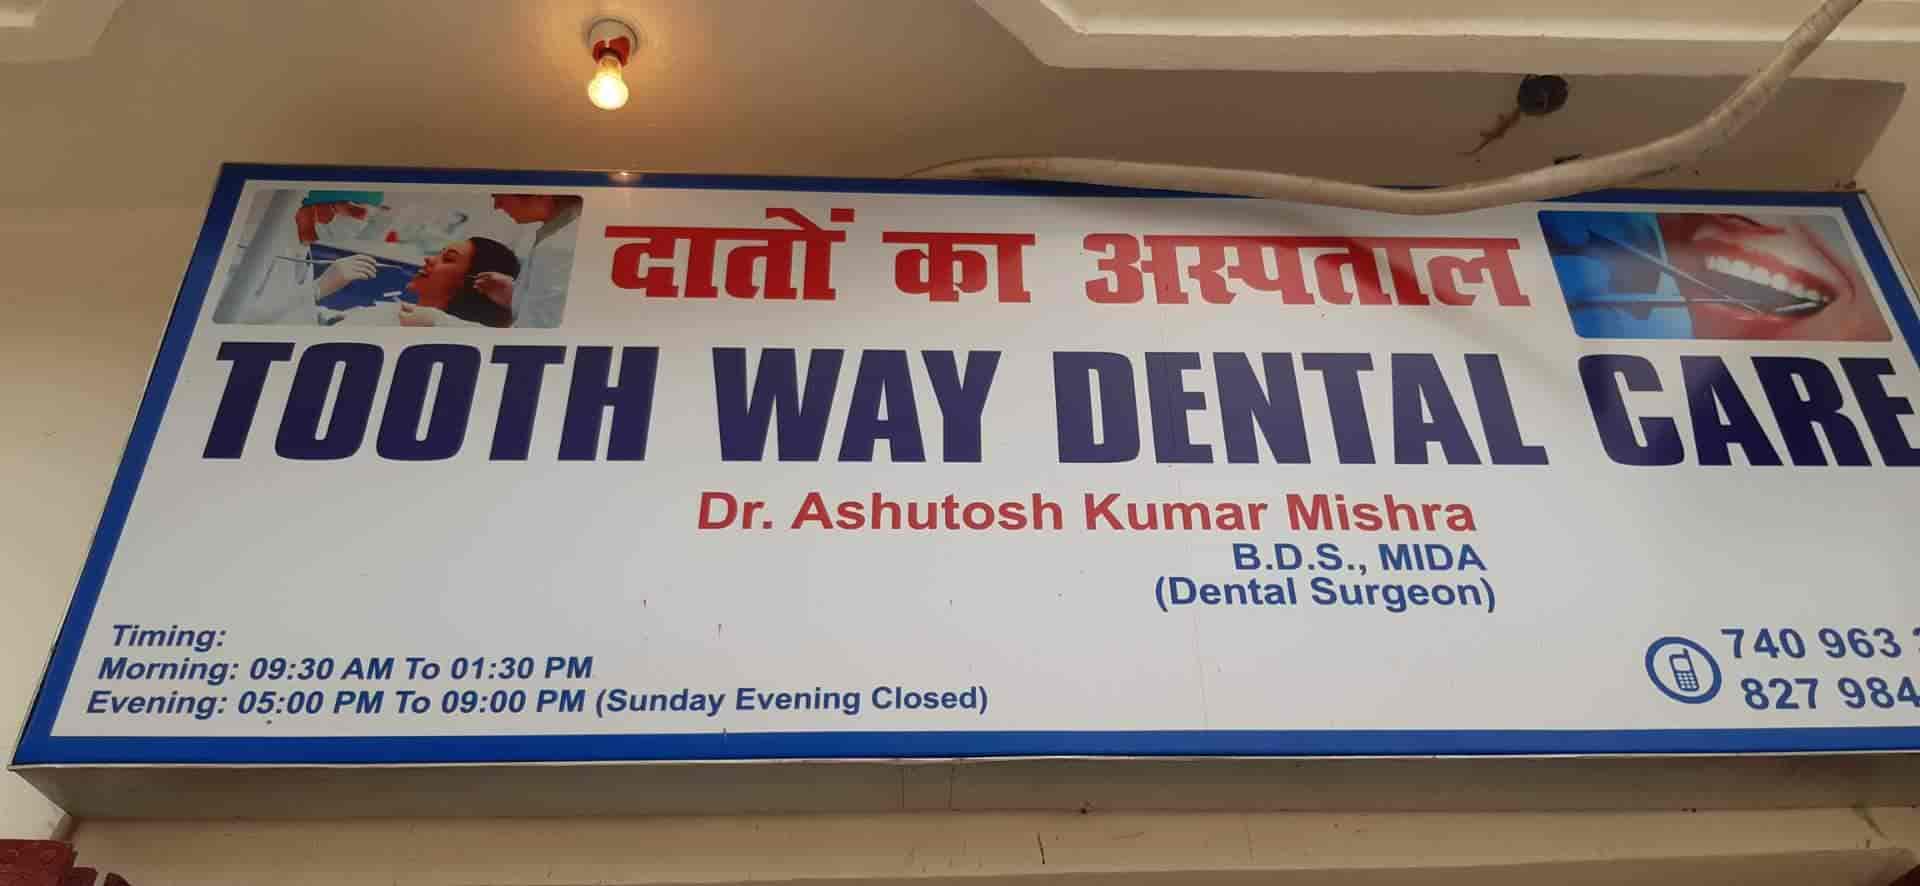 दातों का अस्पताल
TOOTH WAY DENTAL CARE
Dr. Ashutosh Kumar Mishra
B.D.S., MIDA
(Dental Surgeon)
Timing:
Morning: 09:30 AM To 01:30 PM
Evening: 05:00 PM To 09:00 PM (Sunday Evening Closed)
740 963
827 984